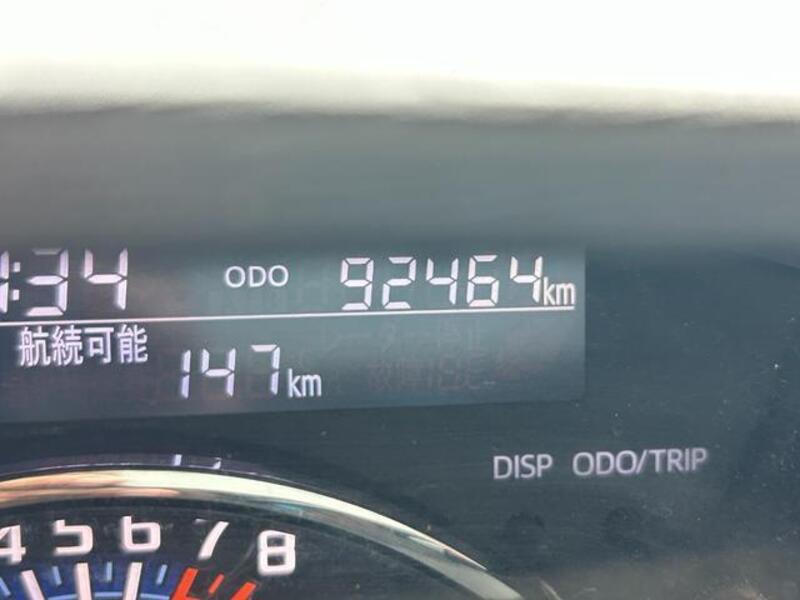 :34 ODO 92464km
航続可能 147km
DISP ODO/TRIP
4 5 6 7 8